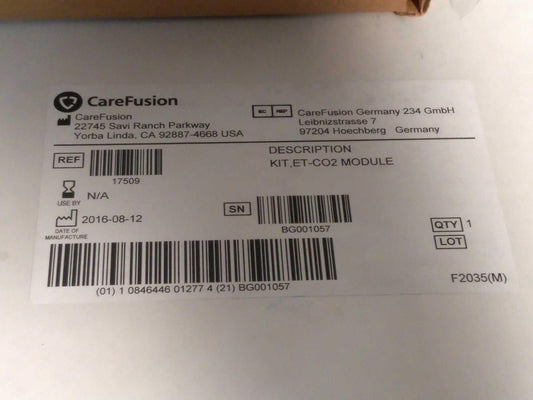 CareFusion
CareFusion
22745 Savi Ranch Parkway
Yorba Linda, CA 92887-4668 USA
EC REP
CareFusion Germany 234 GmbH
Leibnizstrasse 7
97204 Hoechberg Germany
REF
17509
DESCRIPTION
KIT,ET-CO2 MODULE
USE BY
N/A
2016-08-12
DATE OF
MANUFACTURE
SN
BG001057
QTY 1
LOT
(01) 1 0846446 01277 4 (21) BG001057
F2035(M)